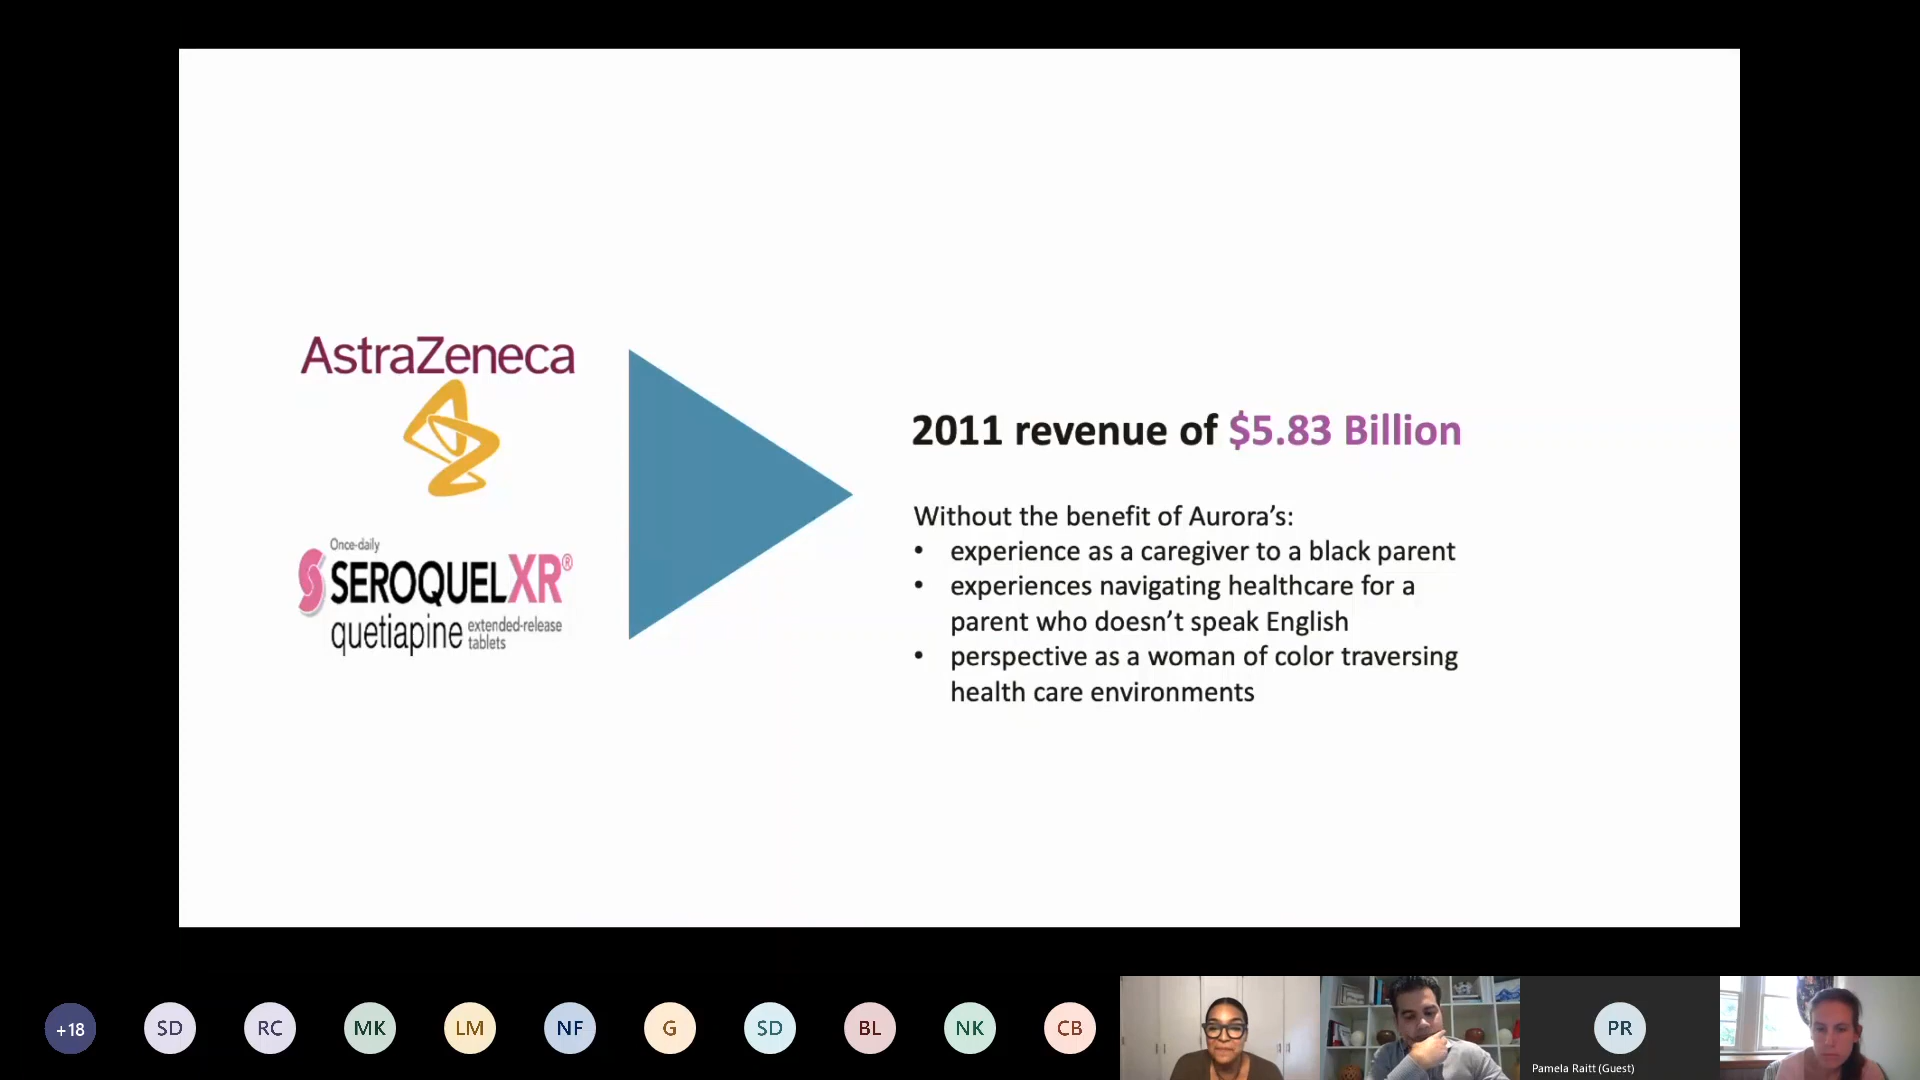 AstraZeneca
Once-daily
SEROQUEL XR®
quetiapine extended-release
tablets
2011 revenue of $5.83 Billion
Without the benefit of Aurora’s:
• experience as a caregiver to a black parent
• experiences navigating healthcare for a
parent who doesn’t speak English
• perspective as a woman of color traversing
health care environments
+18
SD
RC
MK
LM
NF
G
SD
BL
NK
CB
PR
Pamela Raitt (Guest)